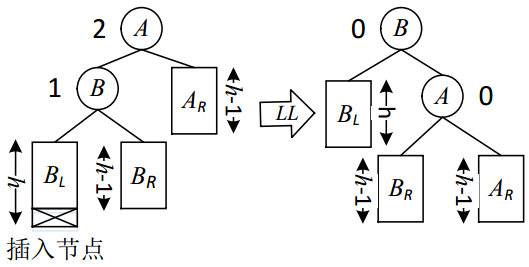 2 A
1 B
A_R h-1
h B_L h-1 B_R
插入节点
LL
0 B
B_L h A 0
h-1 B_R h-1 A_R